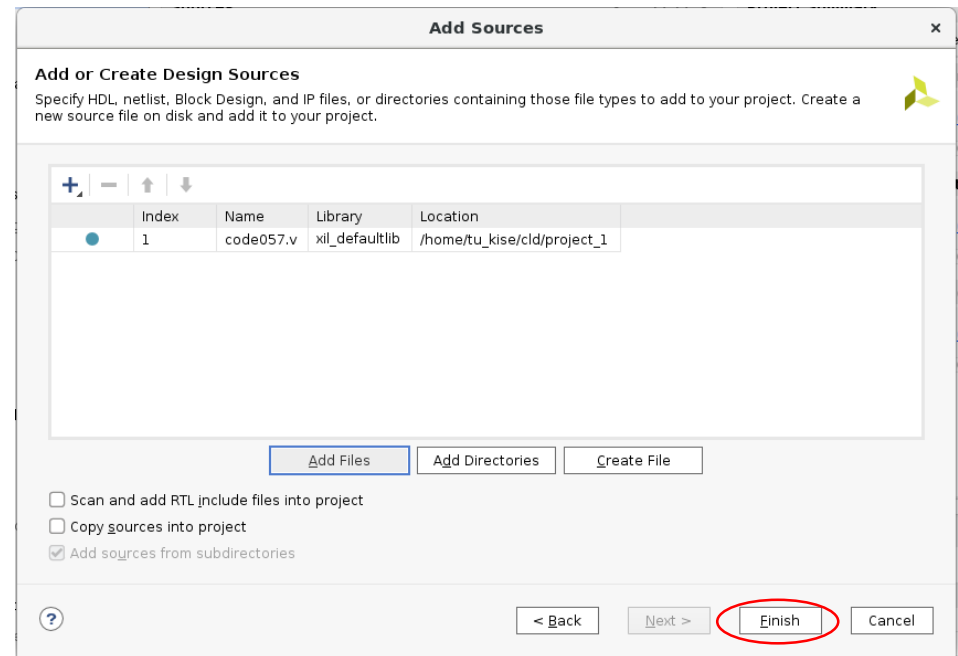 Add Sources
×
Add or Create Design Sources
Specify HDL, netlist, Block Design, and IP files, or directories containing those file types to add to your project. Create a
new source file on disk and add it to your project.
Index Name Library Location
1 code057.v xil_defaultlib /home/tu_kise/cld/project_1
Add Files Add Directories Create File
Scan and add RTL include files into project
Copy sources into project
Add sources from subdirectories
? < Back Next > Finish Cancel